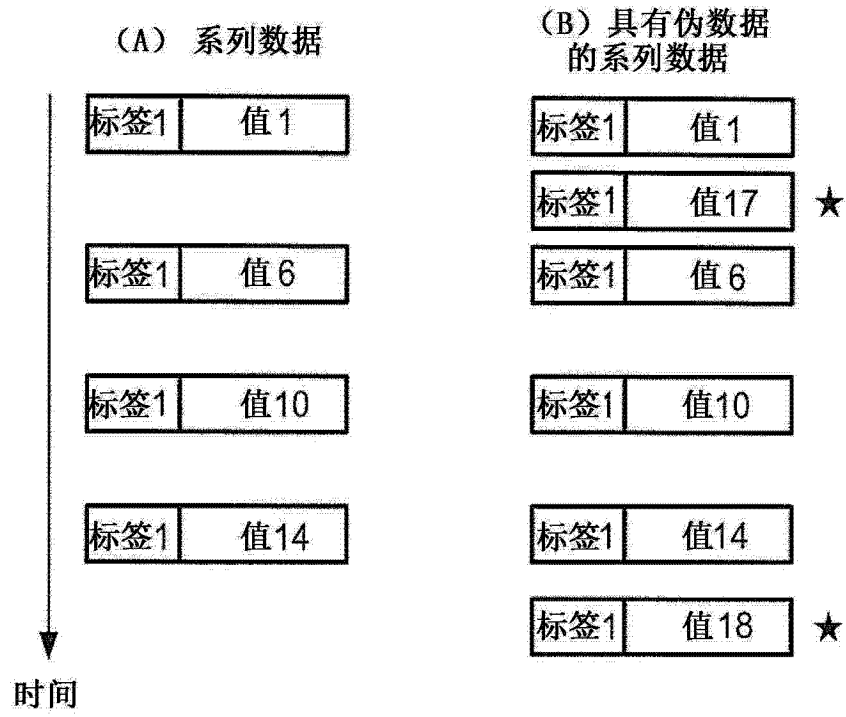 （A） 系列数据
标签1 值1
标签1 值6
标签1 值10
标签1 值14
时间
（B）具有伪数据
的系列数据
标签1 值1
标签1 值17 ★
标签1 值6
标签1 值10
标签1 值14
标签1 值18 ★